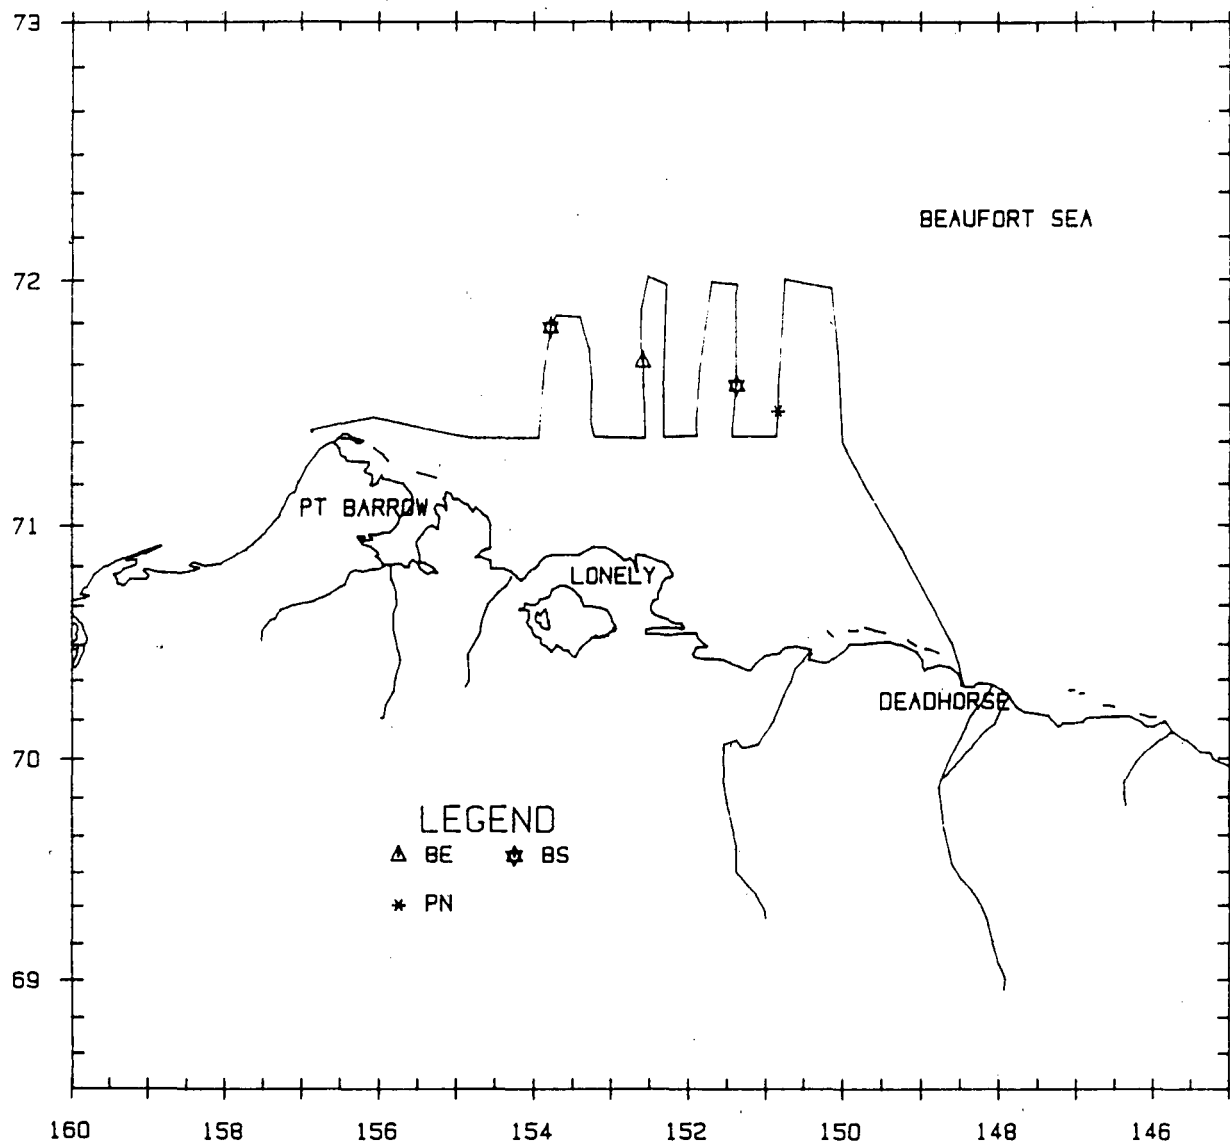 73
BEAUFORT SEA
72
PT BARROW
71
LONELY
DEADHORSE
70
LEGEND
BE BS
PN
69
160 158 156 154 152 150 148 146